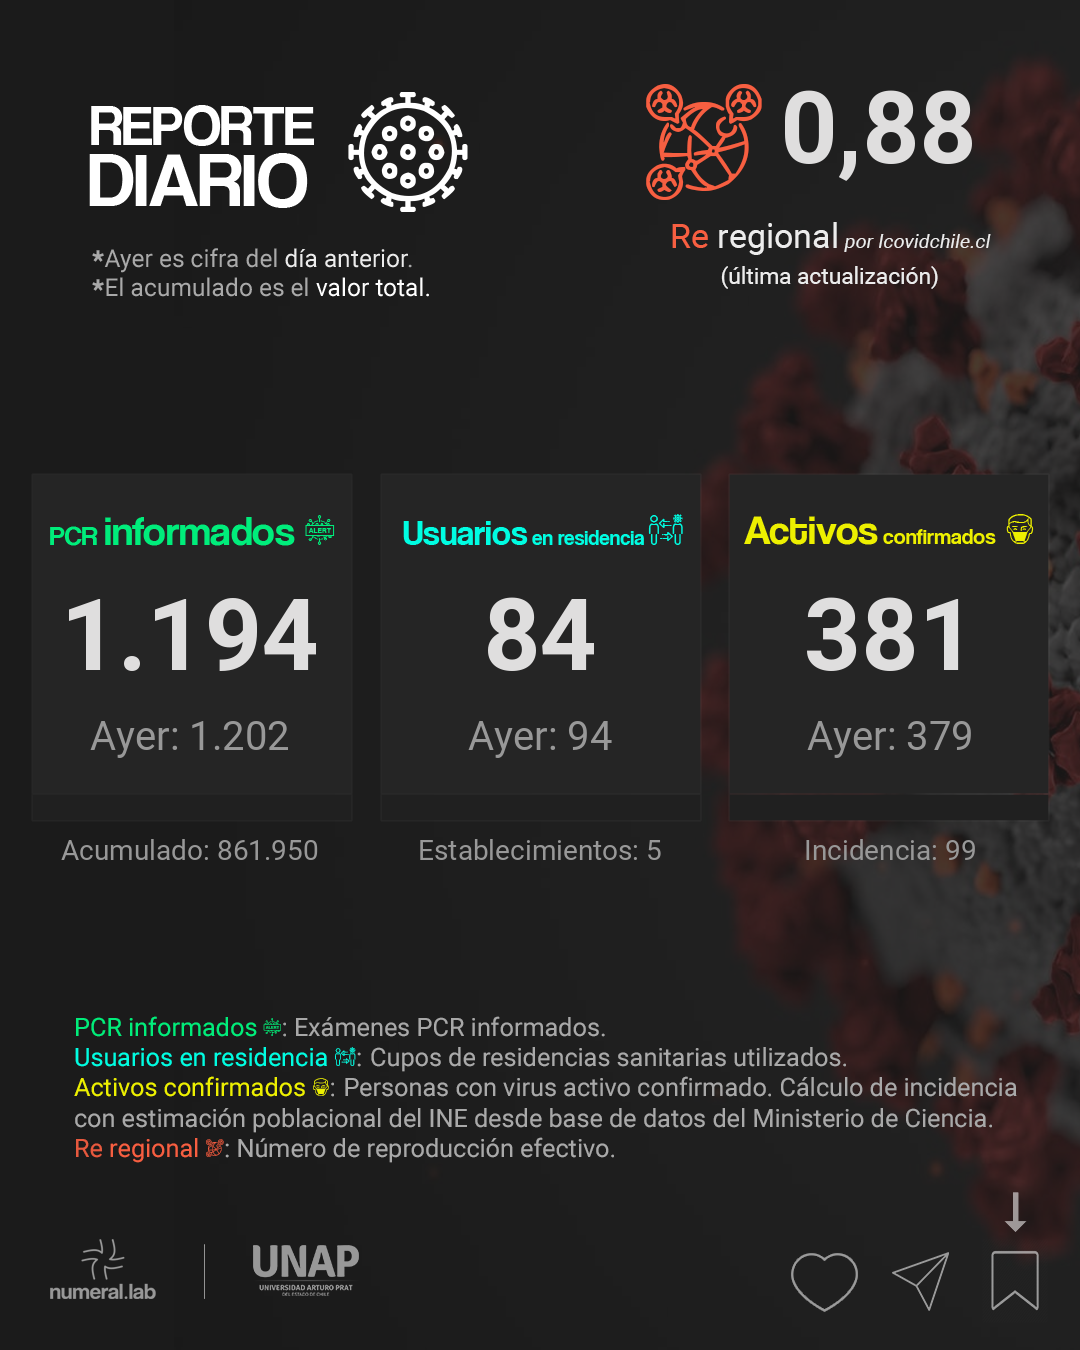 REPORTE
DIARIO
*Ayer es cifra del día anterior.
*El acumulado es el valor total.
0,88
Re regional por Icovidchile.cl
(última actualización)
PCR informados
ALERT
1.194
Ayer: 1.202
Acumulado: 861.950
Usuarios en residencia
84
Ayer: 94
Establecimientos: 5
Activos confirmados
381
Ayer: 379
Incidencia: 99
PCR informados : Exámenes PCR informados.
Usuarios en residencia : Cupos de residencias sanitarias utilizados.
Activos confirmados : Personas con virus activo confirmado. Cálculo de incidencia
con estimación poblacional del INE desde base de datos del Ministerio de Ciencia.
Re regional : Número de reproducción efectivo.
numeral.lab
UNAP
UNIVERSIDAD ARTURO PRAT
DEL ESTADO DE CHILE